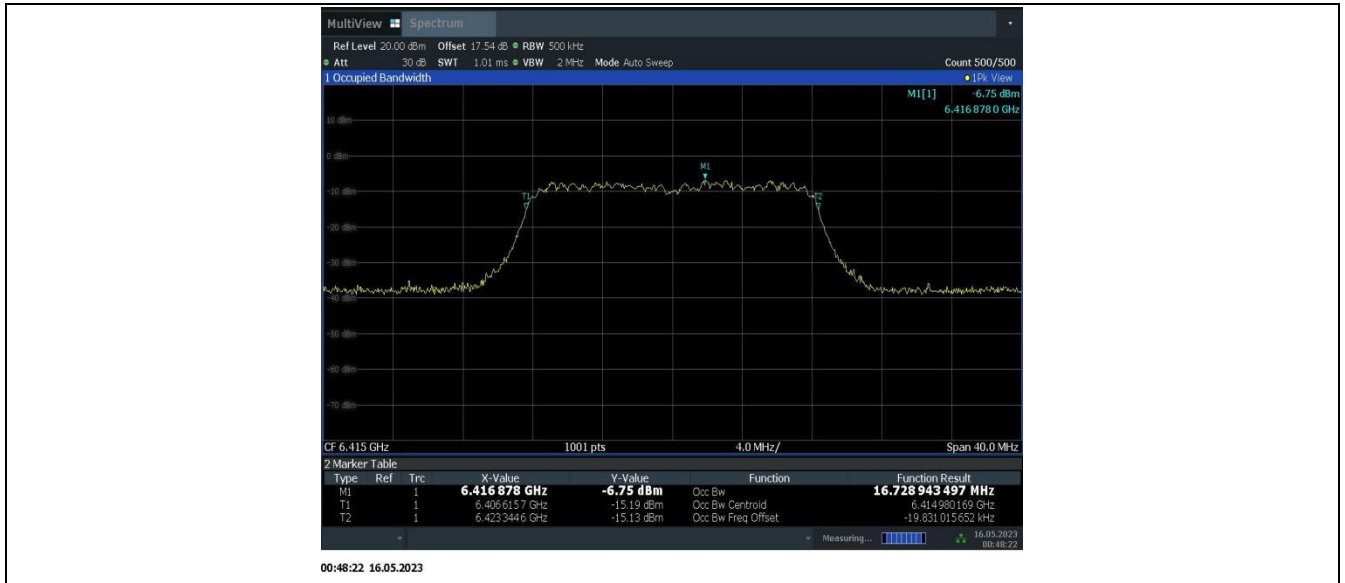 MultiView Spectrum
Ref Level 20.00 dBm Offset 17.54 dB RBW 500 kHz
Att 30 dB SWT 1.01 ms VBW 2 MHz Mode Auto Sweep Count 500/500
1 Occupied Bandwidth 1Pk View
M1[1] -6.75 dBm
6.416 878 0 GHz
10 dBm
0 dBm
M1
-10 dBm
T1
T2
-20 dBm
-30 dBm
-40 dBm
-50 dBm
-60 dBm
-70 dBm
CF 6.415 GHz 1001 pts 4.0 MHz/ Span 40.0 MHz
2 Marker Table
Type Ref Trc X-Value Y-Value Function Function Result
M1 1 6.416 878 GHz -6.75 dBm Occ Bw 16.728 943 497 MHz
T1 1 6.406 615 7 GHz -15.19 dBm Occ Bw Centroid 6.414 980 169 GHz
T2 1 6.423 344 6 GHz -15.13 dBm Occ Bw Freq Offset -19.831 015 652 kHz
Measuring... 16.05.2023
00:48:22
00:48:22 16.05.2023